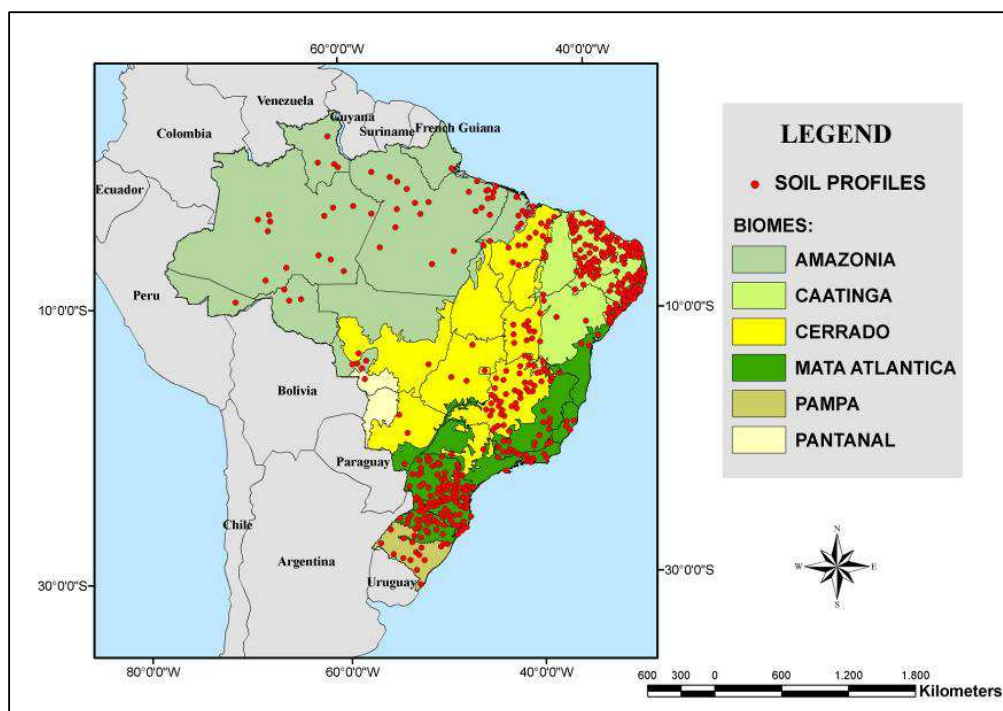 60°0'0"W
40°0'0"W
Venezuela
Guyana
Suriname
French Guiana
Colombia
Ecuador
Peru
10°0'0"S
10°0'0"S
Bolivia
Paraguay
Chile
Argentina
Uruguay
30°0'0"S
30°0'0"S
80°0'0"W
60°0'0"W
40°0'0"W
LEGEND
SOIL PROFILES
BIOMES:
AMAZONIA
CAATINGA
CERRADO
MATA ATLANTICA
PAMPA
PANTANAL
N
W
E
S
600 300 0 600 1.200 1.800
Kilometers